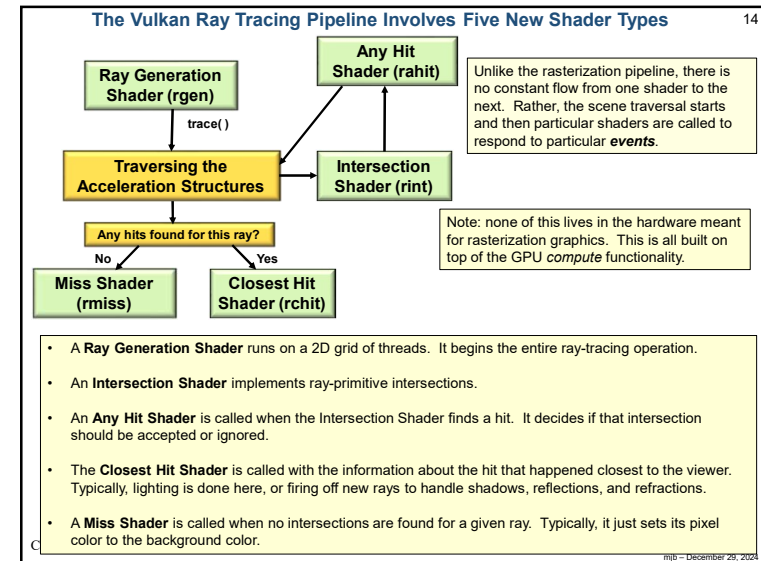 The Vulkan Ray Tracing Pipeline Involves Five New Shader Types
14
Ray Generation
Shader (rgen)
trace( )
Any Hit
Shader (rahit)
Unlike the rasterization pipeline, there is
no constant flow from one shader to the
next. Rather, the scene traversal starts
and then particular shaders are called to
respond to particular events.
Traversing the
Acceleration Structures
Intersection
Shader (rint)
Any hits found for this ray?
No
Yes
Miss Shader
(rmiss)
Closest Hit
Shader (rchit)
Note: none of this lives in the hardware meant
for rasterization graphics. This is all built on
top of the GPU compute functionality.
• A Ray Generation Shader runs on a 2D grid of threads. It begins the entire ray-tracing operation.
• An Intersection Shader implements ray-primitive intersections.
• An Any Hit Shader is called when the Intersection Shader finds a hit. It decides if that intersection
should be accepted or ignored.
• The Closest Hit Shader is called with the information about the hit that happened closest to the viewer.
Typically, lighting is done here, or firing off new rays to handle shadows, reflections, and refractions.
• A Miss Shader is called when no intersections are found for a given ray. Typically, it just sets its pixel
color to the background color.
mjb – December 29, 2024